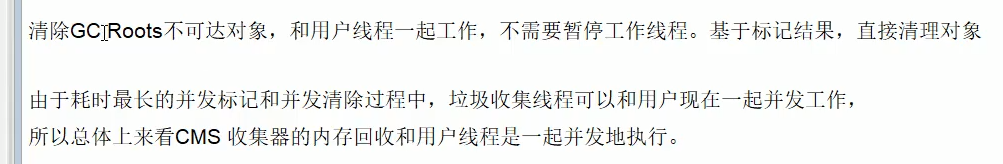 清除GC Roots不可达对象，和用户线程一起工作，不需要暂停工作线程。基于标记结果，直接清理对象
由于耗时最长的并发标记和并发清除过程中，垃圾收集线程可以和用户现在一起并发工作，
所以总体上来看CMS 收集器的内存回收和用户线程是一起并发地执行。